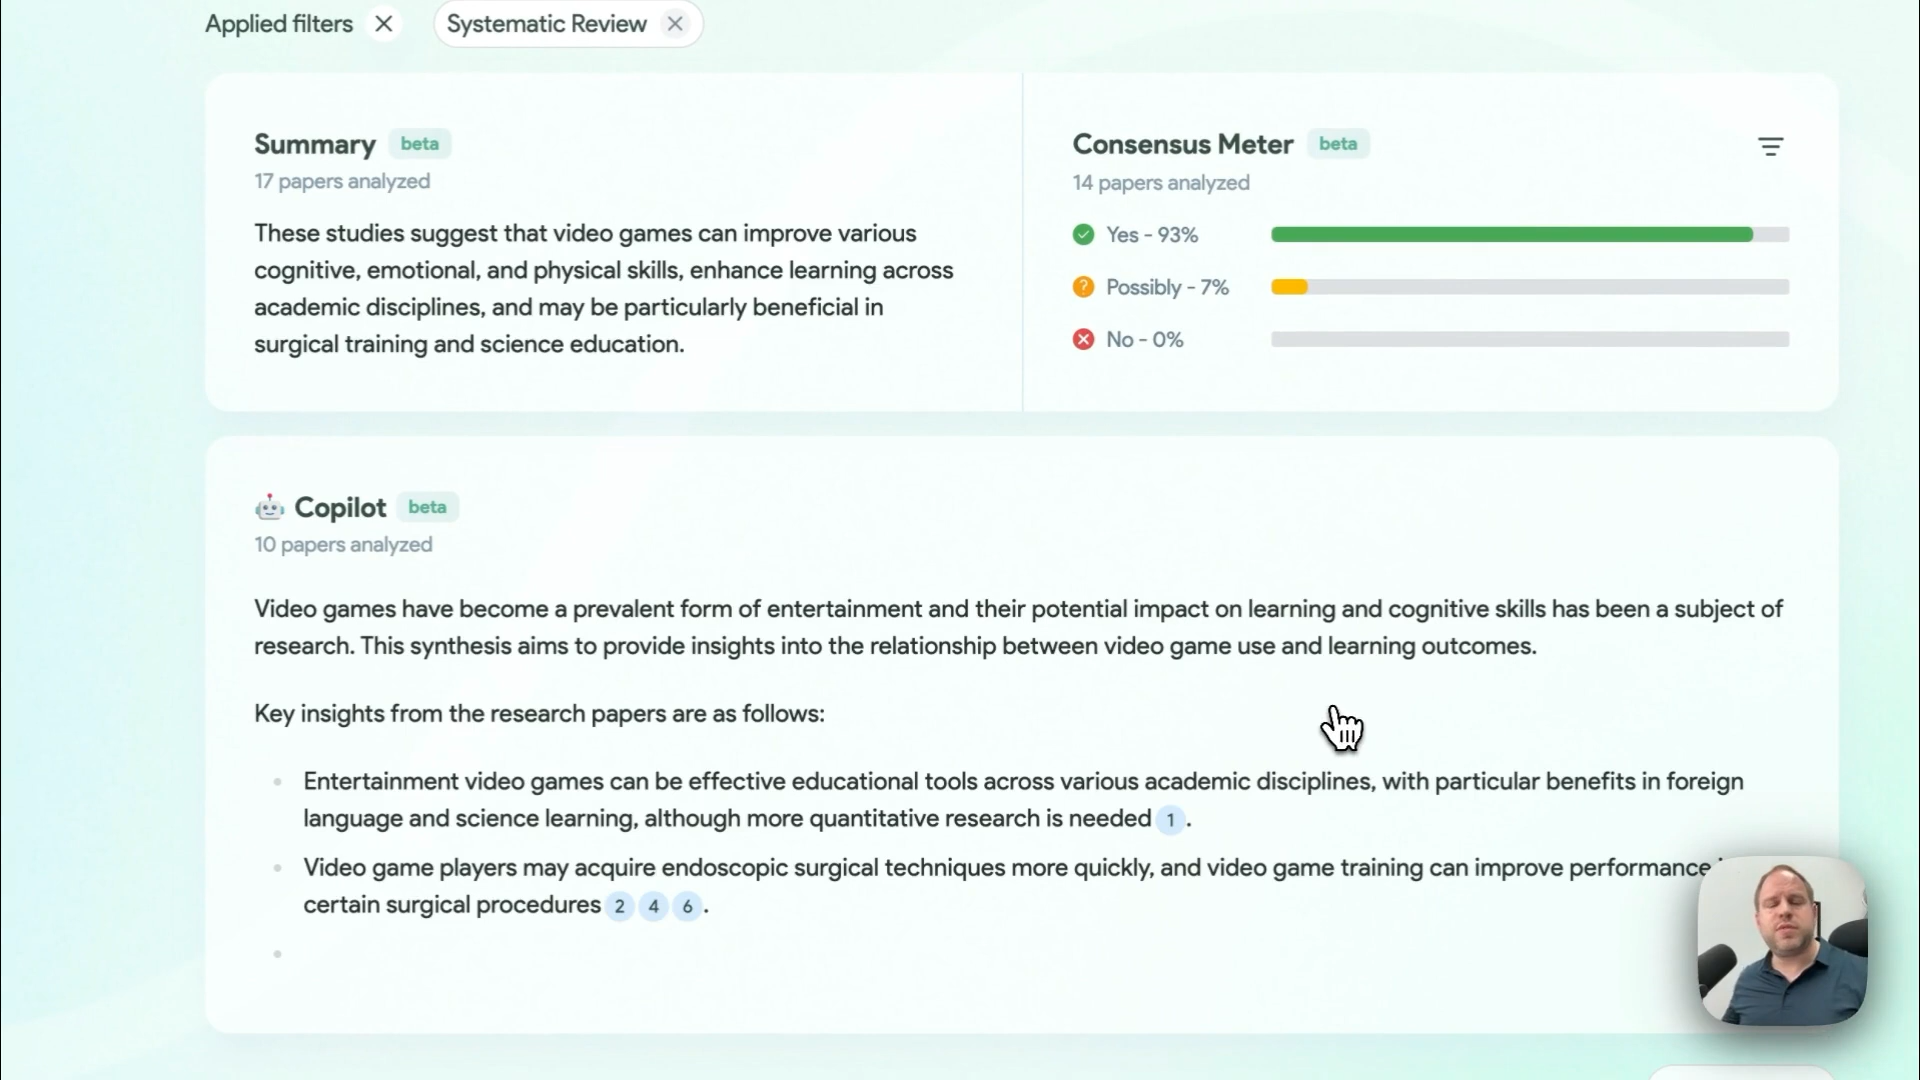 Applied filters
Systematic Review
Summary beta
17 papers analyzed
These studies suggest that video games can improve various
cognitive, emotional, and physical skills, enhance learning across
academic disciplines, and may be particularly beneficial in
surgical training and science education.
Consensus Meter beta
14 papers analyzed
Yes - 93%
Possibly - 7%
No - 0%
Copilot beta
10 papers analyzed
Video games have become a prevalent form of entertainment and their potential impact on learning and cognitive skills has been a subject of
research. This synthesis aims to provide insights into the relationship between video game use and learning outcomes.
Key insights from the research papers are as follows:
Entertainment video games can be effective educational tools across various academic disciplines, with particular benefits in foreign
language and science learning, although more quantitative research is needed 1.
Video game players may acquire endoscopic surgical techniques more quickly, and video game training can improve performance
certain surgical procedures 2 4 6.